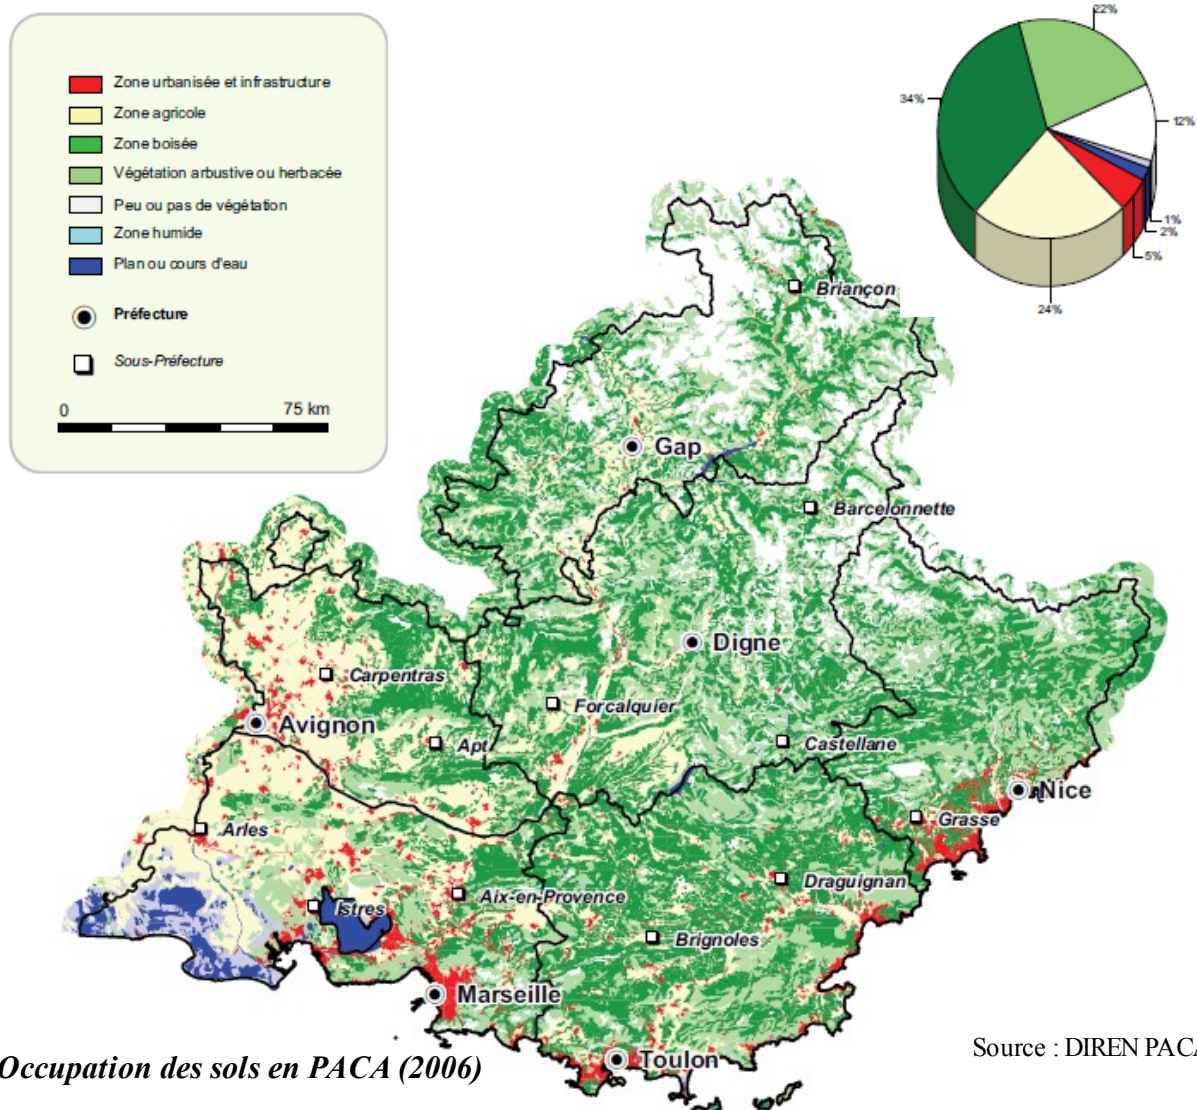 Zone urbanisée et infrastructure
Zone agricole
Zone boisée
Végétation arbustive ou herbacée
Peu ou pas de végétation
Zone humide
Plan ou cours d'eau
Préfecture
Sous-Préfecture
0 75 km
22%
34%
12%
1%
2%
5%
24%
Briançon
Gap
Barcelonnette
Digne
Carpentras
Forcalquier
Avignon
Apt
Castellane
Nice
Grasse
Arles
Draguignan
Aix-en-Provence
Istres
Brignoles
Marseille
Toulon
Occupation des sols en PACA (2006)
Source : DIREN PACA